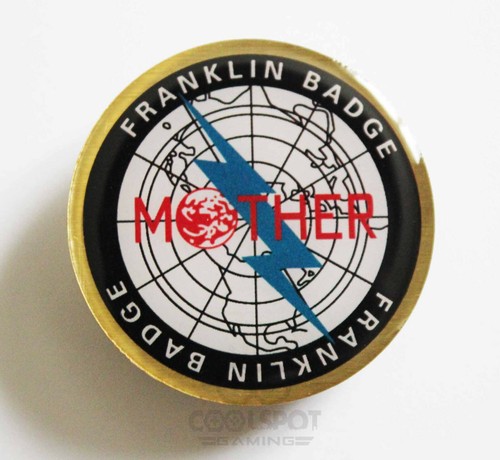 FRANKLIN BADGE
MOTHER
FRANKLIN BADGE
COOLSPOT
GAMING